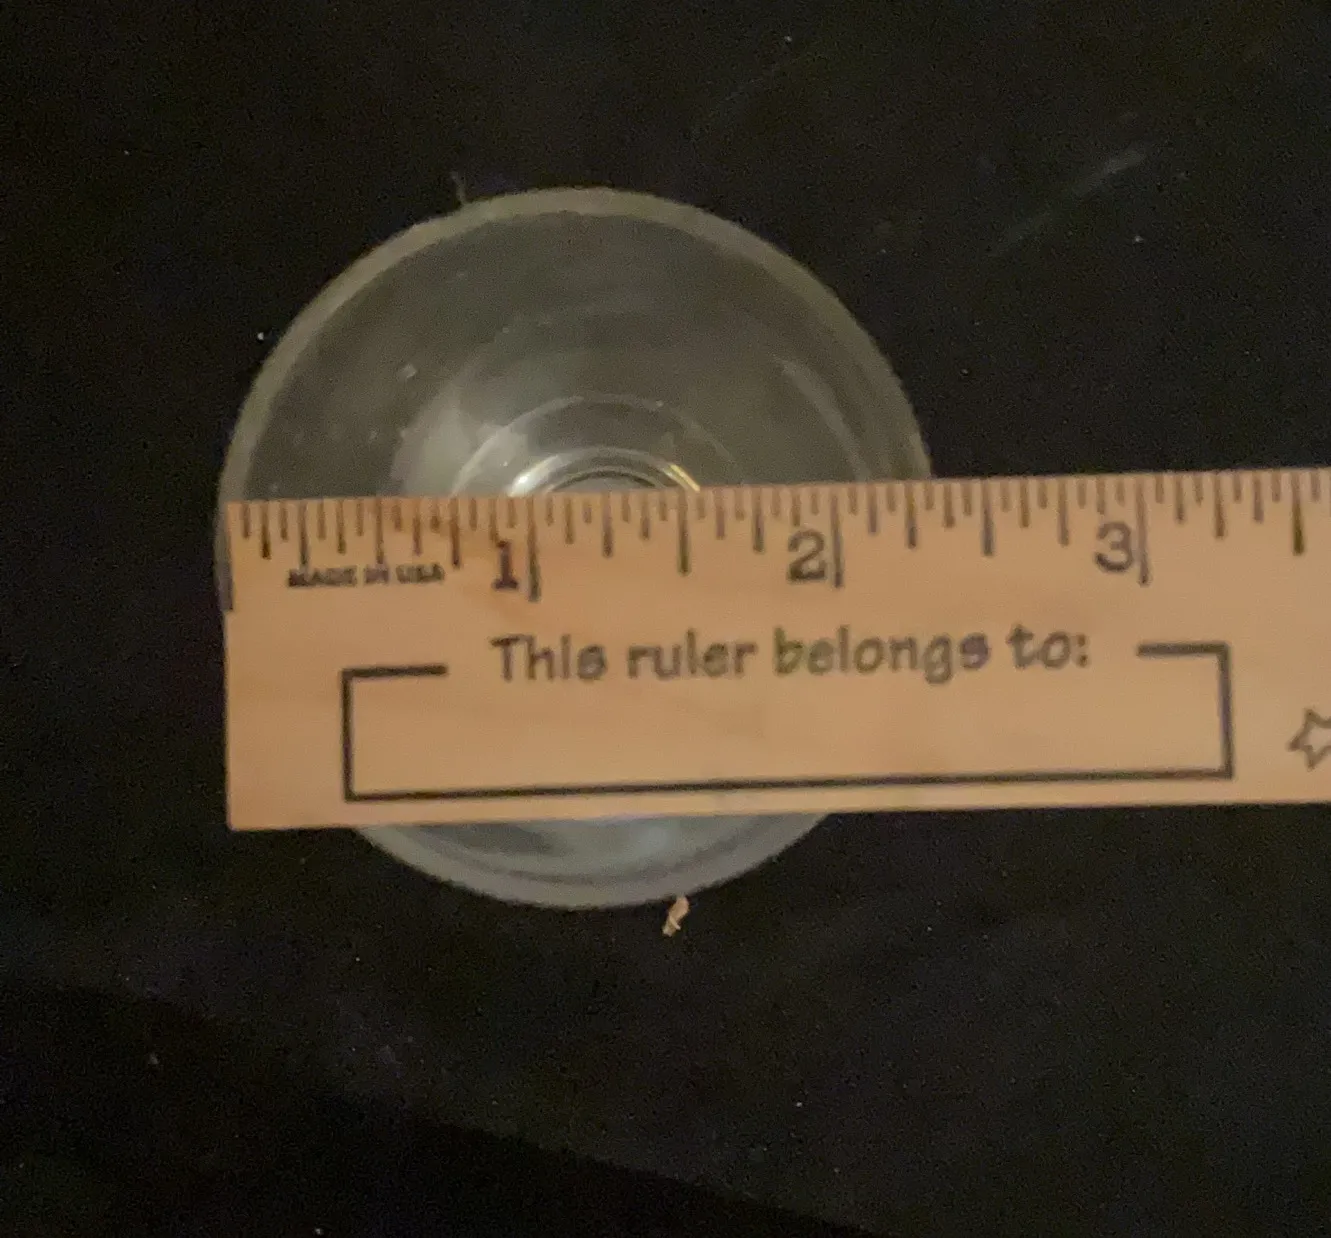 1 2 3
MADE IN USA
This ruler belongs to: